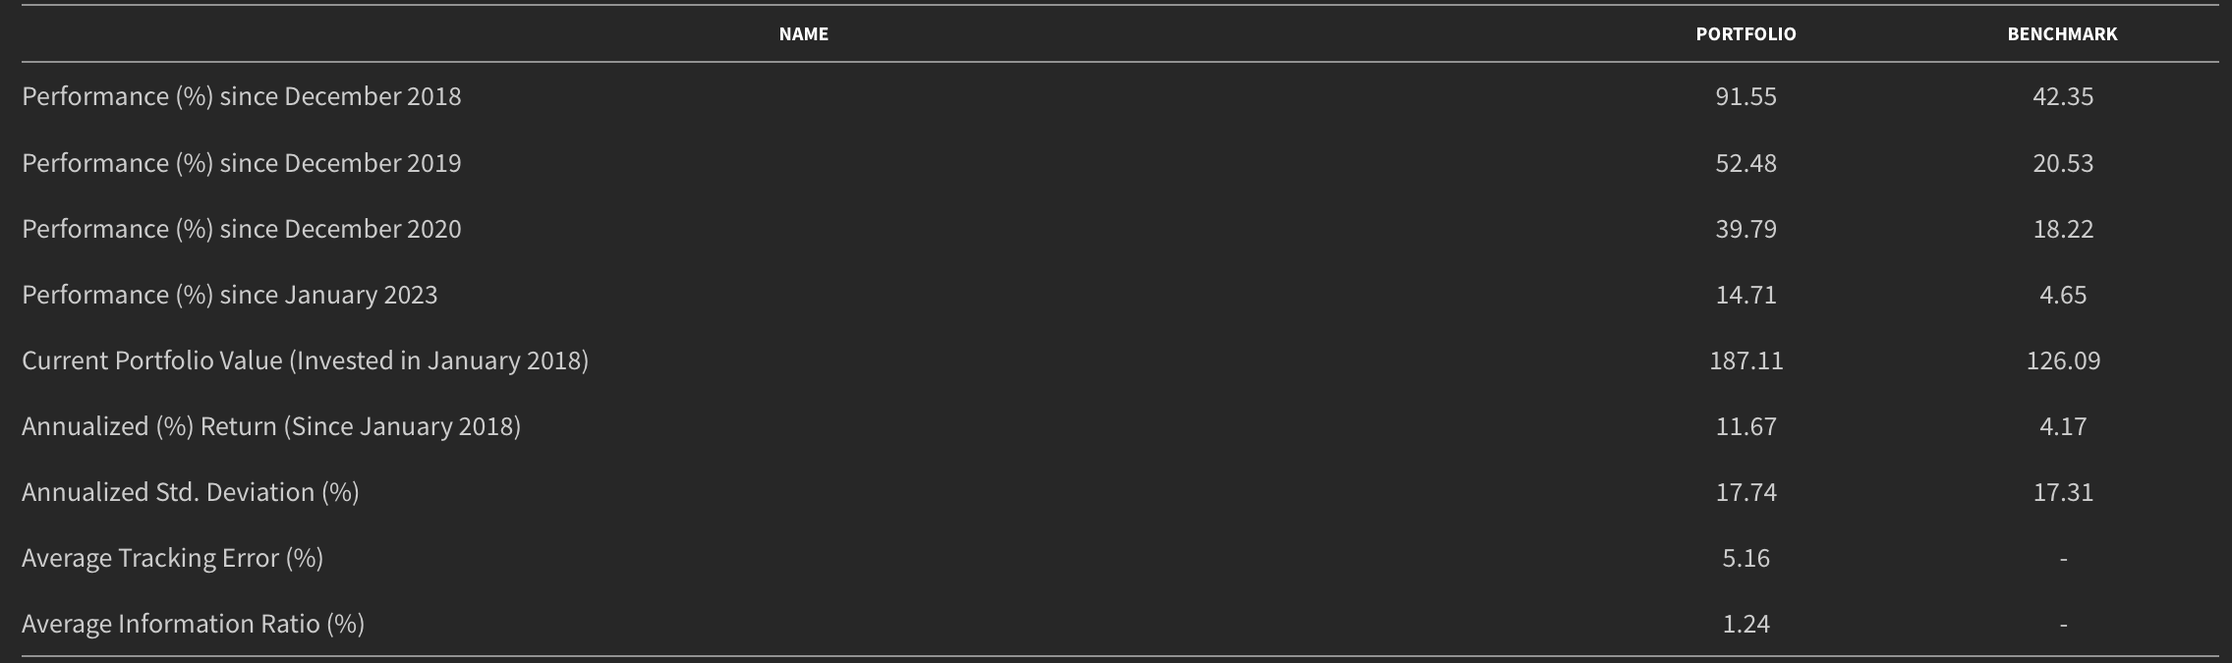 NAME PORTFOLIO BENCHMARK
Performance (%) since December 2018 91.55 42.35
Performance (%) since December 2019 52.48 20.53
Performance (%) since December 2020 39.79 18.22
Performance (%) since January 2023 14.71 4.65
Current Portfolio Value (Invested in January 2018) 187.11 126.09
Annualized (%) Return (Since January 2018) 11.67 4.17
Annualized Std. Deviation (%) 17.74 17.31
Average Tracking Error (%) 5.16 -
Average Information Ratio (%) 1.24 -